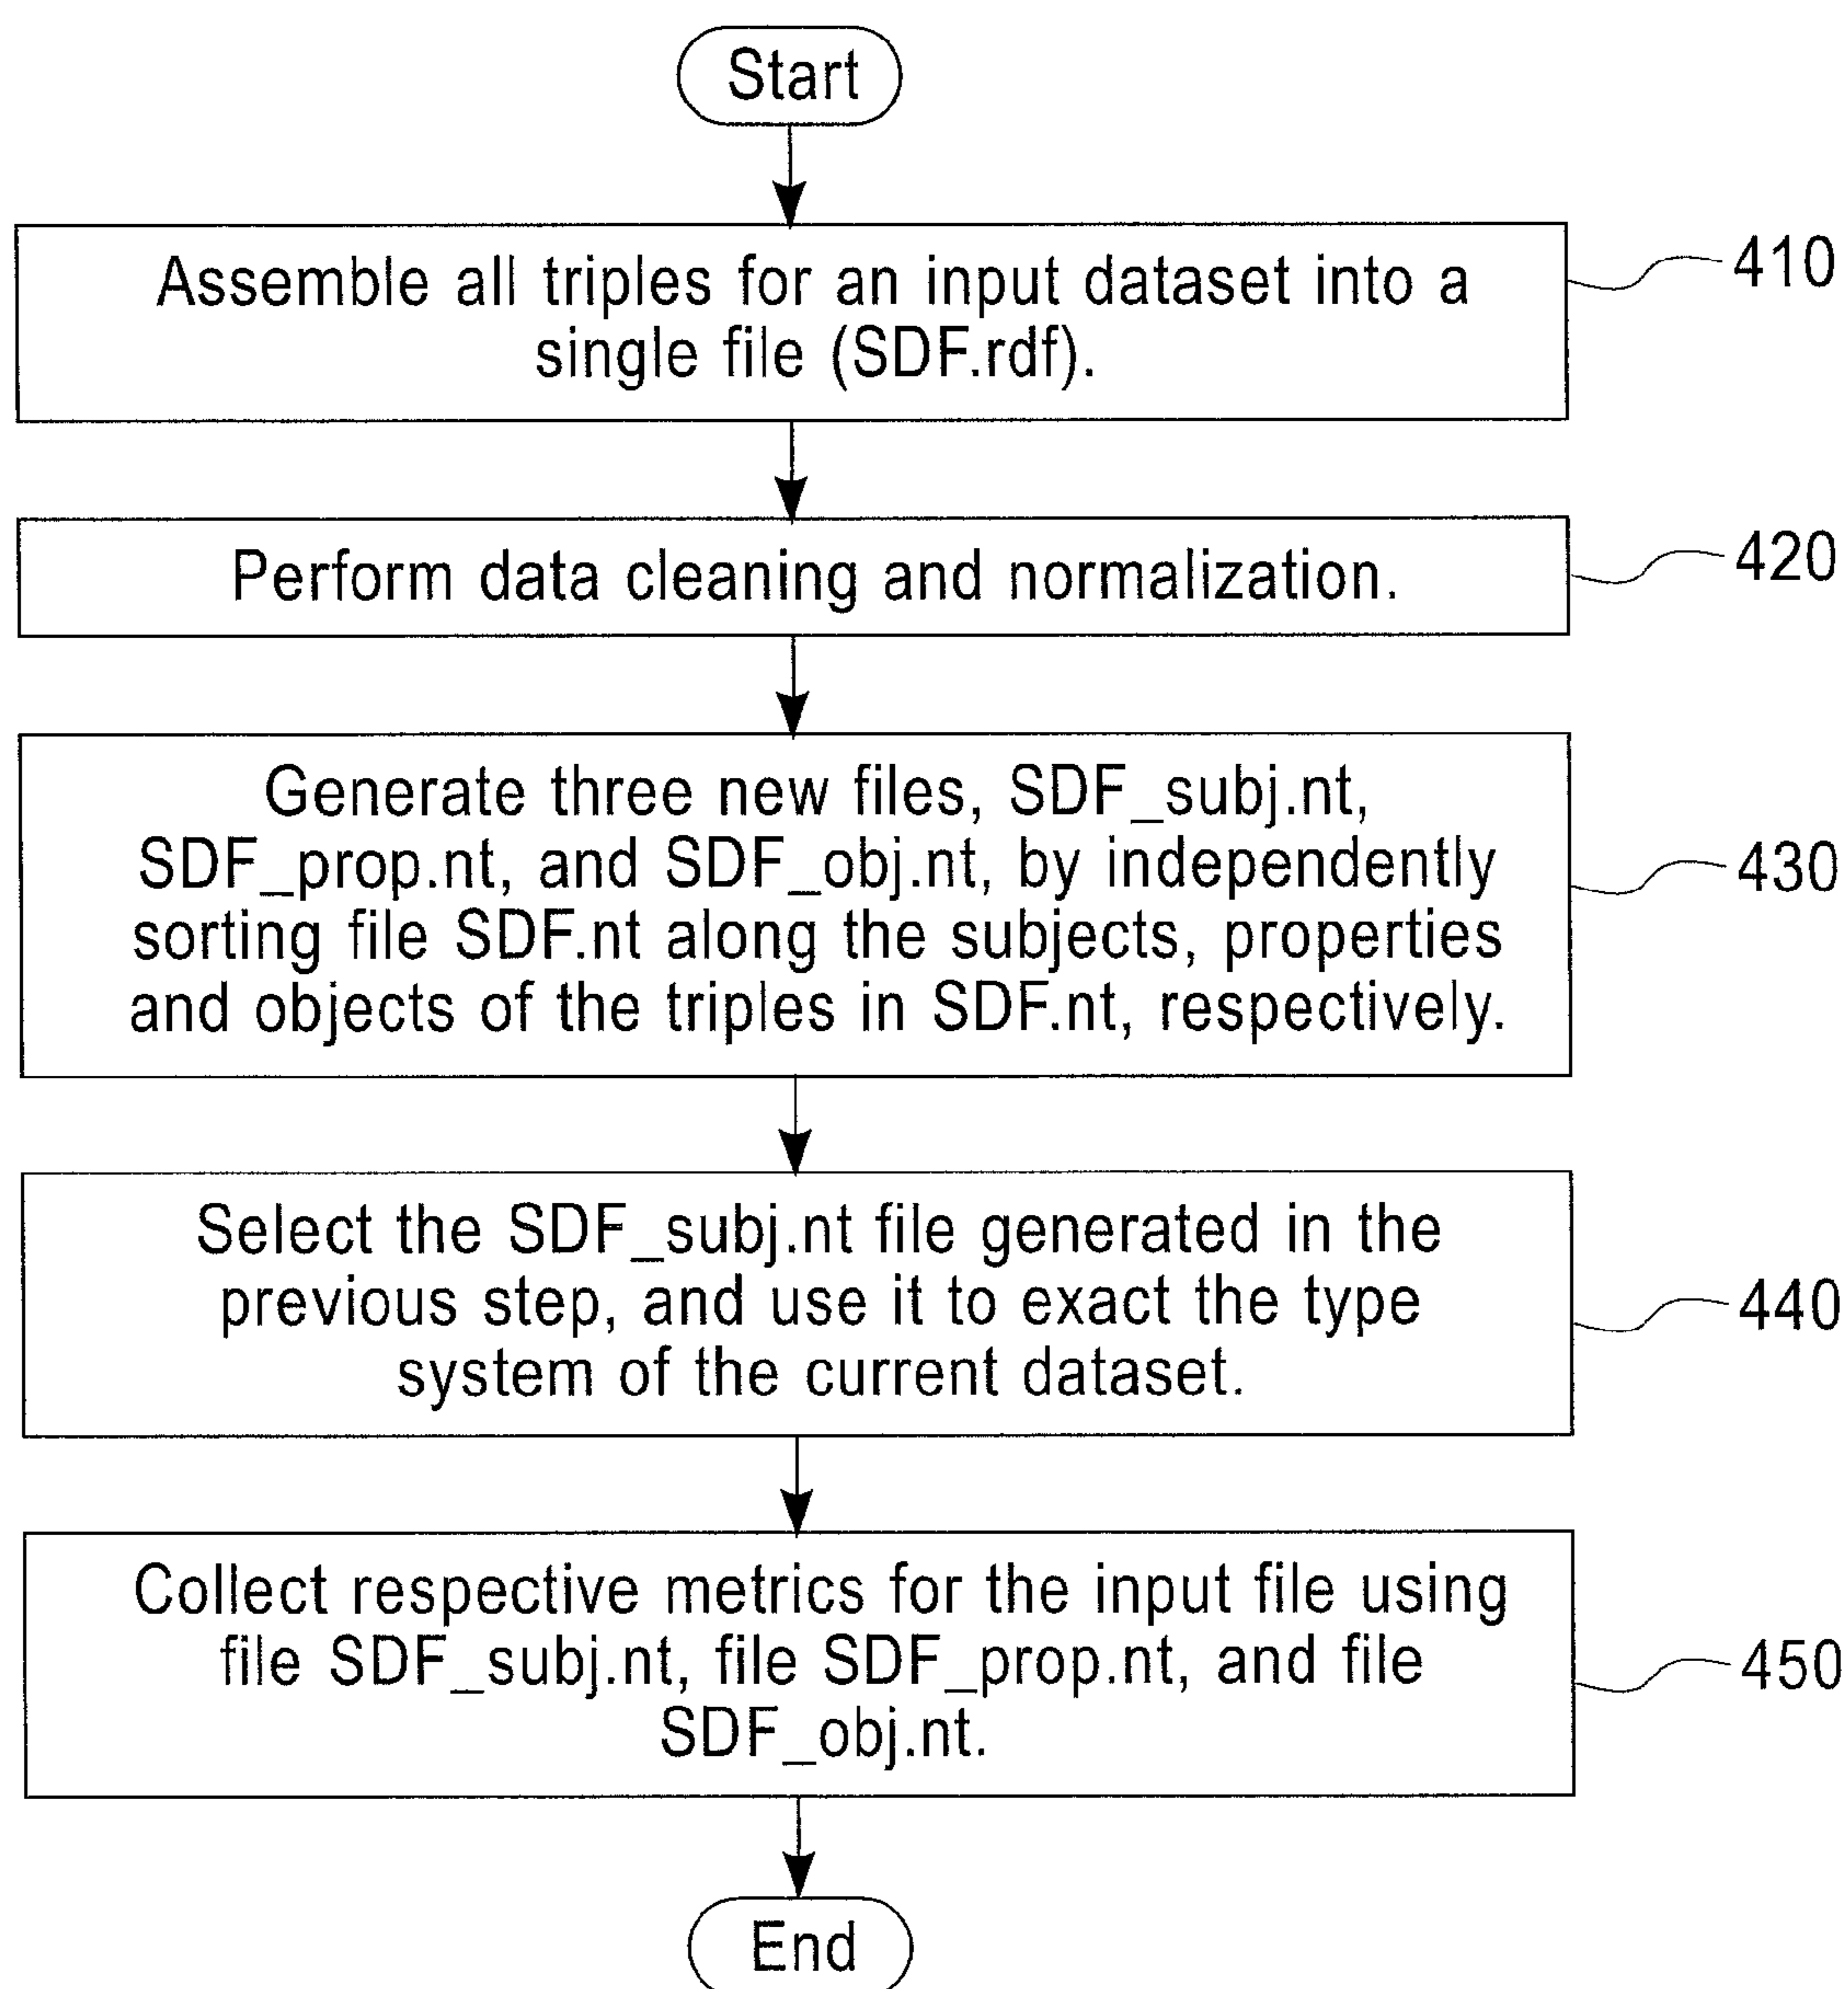 Start
Assemble all triples for an input dataset into a
single file (SDF.rdf).
410
Perform data cleaning and normalization.
420
Generate three new files, SDF_subj.nt,
SDF_prop.nt, and SDF_obj.nt, by independently
sorting file SDF.nt along the subjects, properties
and objects of the triples in SDF.nt, respectively.
430
Select the SDF_subj.nt file generated in the
previous step, and use it to exact the type
system of the current dataset.
440
Collect respective metrics for the input file using
file SDF_subj.nt, file SDF_prop.nt, and file
SDF_obj.nt.
450
End